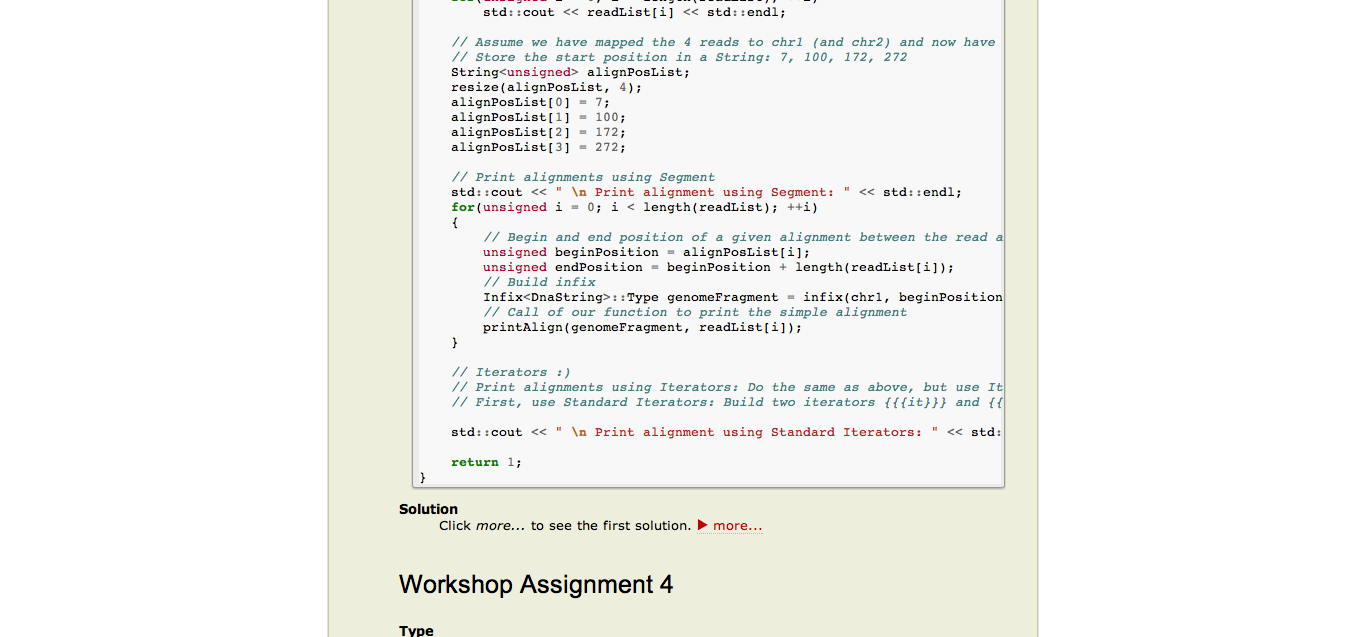 std::cout << readList[i] << std::endl;
// Assume we have mapped the 4 reads to chr1 (and chr2) and now have
// Store the start position in a String: 7, 100, 172, 272
String<unsigned> alignPosList;
resize(alignPosList, 4);
alignPosList[0] = 7;
alignPosList[1] = 100;
alignPosList[2] = 172;
alignPosList[3] = 272;
// Print alignments using Segment
std::cout << " \n Print alignment using Segment: " << std::endl;
for(unsigned i = 0; i < length(readList); ++i)
{
// Begin and end position of a given alignment between the read a
unsigned beginPosition = alignPosList[i];
unsigned endPosition = beginPosition + length(readList[i]);
// Build infix
Infix<DnaString>::Type genomeFragment = infix(chr1, beginPosition
// Call of our function to print the simple alignment
printAlign(genomeFragment, readList[i]);
}
// Iterators :)
// Print alignments using Iterators: Do the same as above, but use It
// First, use Standard Iterators: Build two iterators {{{it}}} and {{
std::cout << " \n Print alignment using Standard Iterators: " << std:
return 1;
}
Solution
Click more... to see the first solution. ▶ more...
Workshop Assignment 4
Type